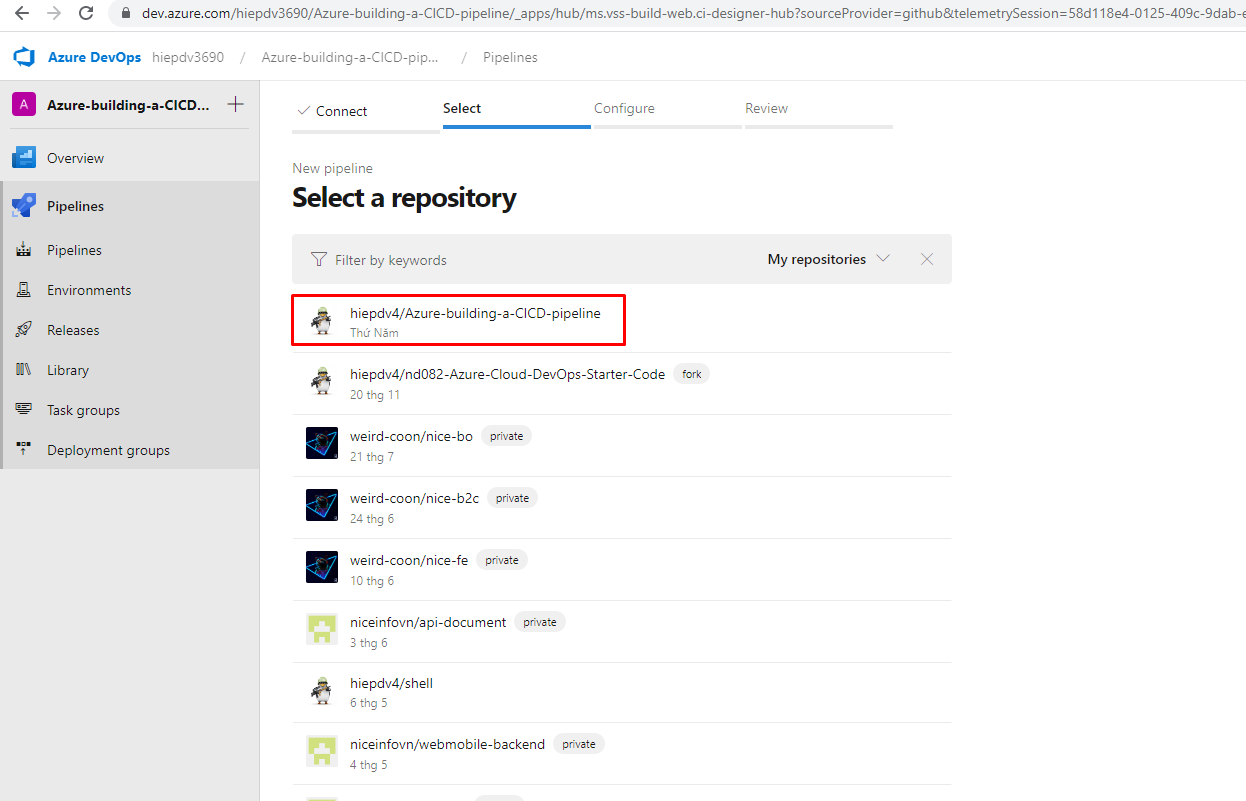 dev.azure.com/hiepdv3690/Azure-building-a-CICD-pipeline/_apps/hub/ms.vss-build-web.ci-designer-hub?sourceProvider=github&telemetrySession=58d118e4-0125-409c-9dab-e
Azure DevOps hiepdv3690 / Azure-building-a-CICD-pip... / Pipelines
A Azure-building-a-CICD...
Overview
Pipelines
Pipelines
Environments
Releases
Library
Task groups
Deployment groups
Connect Select Configure Review
New pipeline
Select a repository
Filter by keywords My repositories
hiepdv4/Azure-building-a-CICD-pipeline
Thứ Năm
hiepdv4/nd082-Azure-Cloud-DevOps-Starter-Code fork
20 thg 11
weird-coon/nice-bo private
21 thg 7
weird-coon/nice-b2c private
24 thg 6
weird-coon/nice-fe private
10 thg 6
niceinfovn/api-document private
3 thg 6
hiepdv4/shell
6 thg 5
niceinfovn/webmobile-backend private
4 thg 5